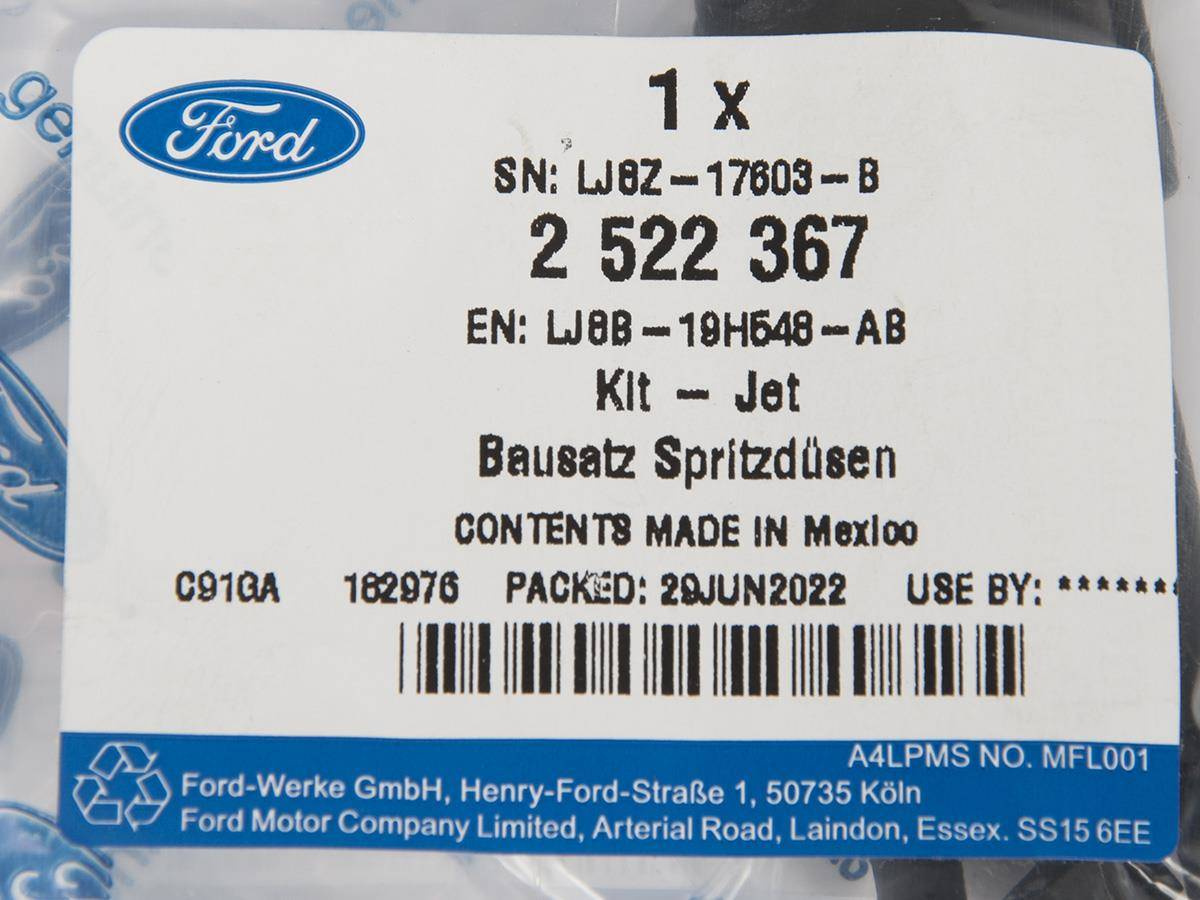 Ford
1 x
SN: LJ8Z-17603-B
2 522 367
EN: LJ8B-19H548-AB
Kit - Jet
Bausatz Spritzdüsen
CONTENTS MADE IN Mexico
C91GA 162976 PACKED: 29JUN2022 USE BY: *******
A4LPMS NO. MFL001
Ford-Werke GmbH, Henry-Ford-Straße 1, 50735 Köln
Ford Motor Company Limited, Arterial Road, Laindon, Essex. SS15 6EE